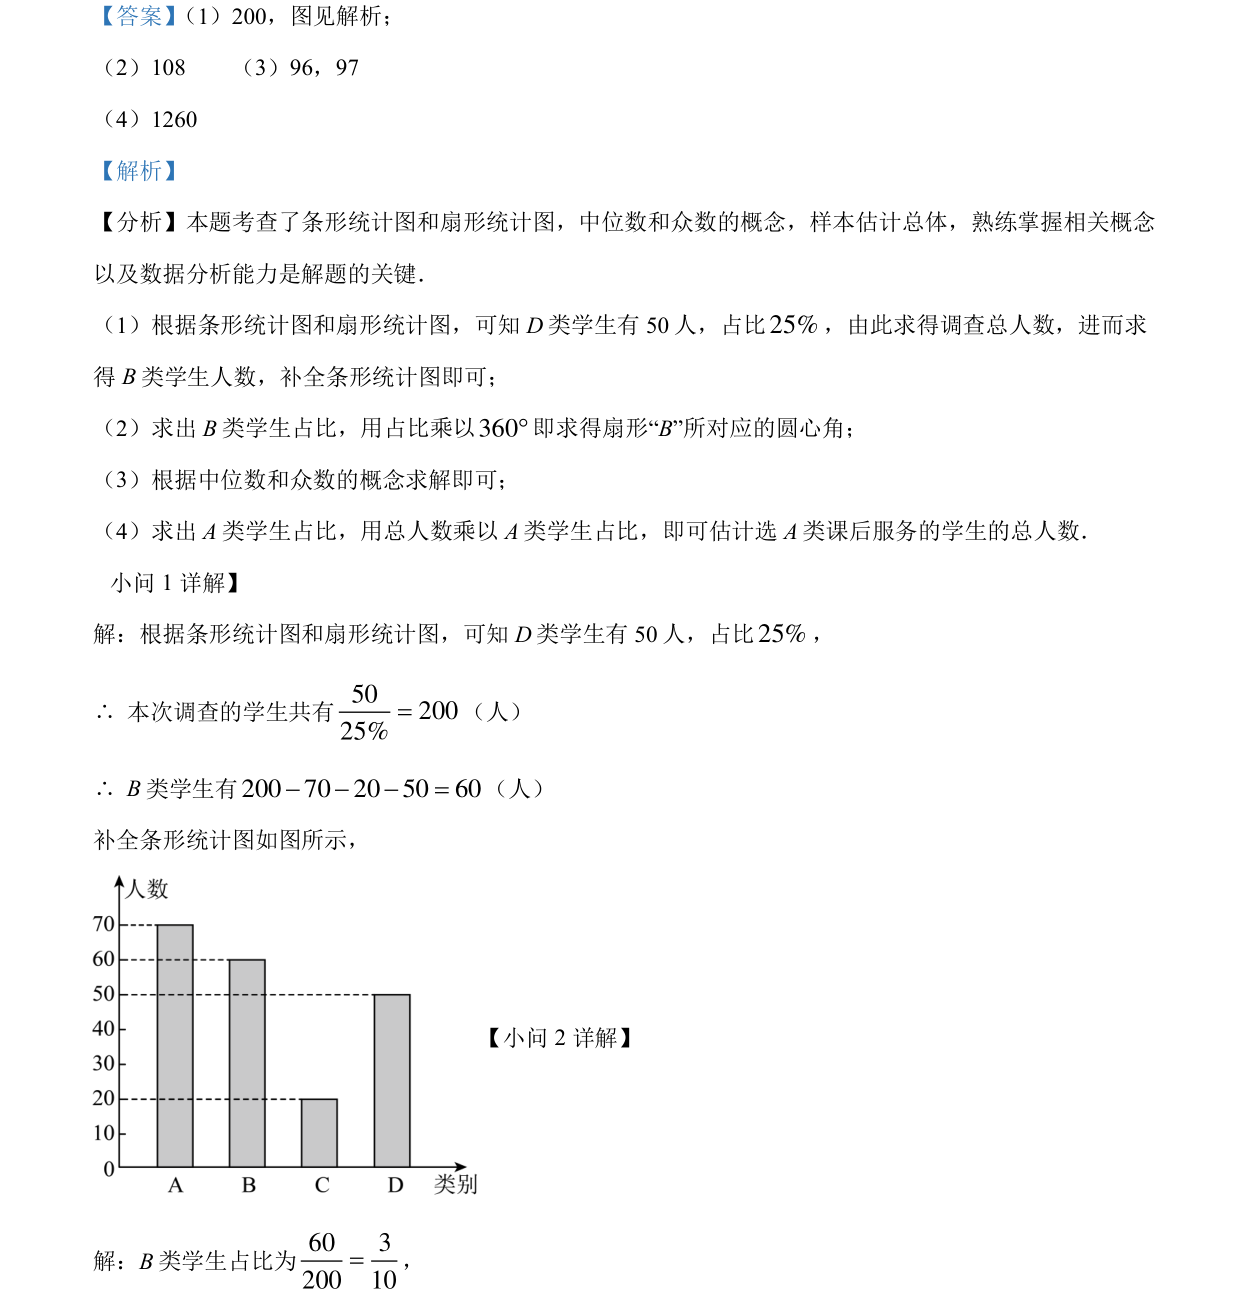 【答案】（1）200，图见解析；
（2）108 （3）96，97
（4）1260
【解析】
【分析】本题考查了条形统计图和扇形统计图，中位数和众数的概念，样本估计总体，熟练掌握相关概念
以及数据分析能力是解题的关键．
（1）根据条形统计图和扇形统计图，可知 D 类学生有 50 人，占比25%，由此求得调查总人数，进而求
得 B 类学生人数，补全条形统计图即可；
（2）求出 B 类学生占比，用占比乘以360°即求得扇形“B”所对应的圆心角；
（3）根据中位数和众数的概念求解即可；
（4）求出 A 类学生占比，用总人数乘以 A 类学生占比，即可估计选 A 类课后服务的学生的总人数．
小问 1 详解】
解：根据条形统计图和扇形统计图，可知 D 类学生有 50 人，占比25%，
∴ 本次调查的学生共有 50/25% = 200（人）
∴ B 类学生有200－70－20－50＝60（人）
补全条形统计图如图所示，
人数
70
60
50
40
30
20
10
0
A B C D 类别
【小问 2 详解】
解：B 类学生占比为 60/200 = 3/10，